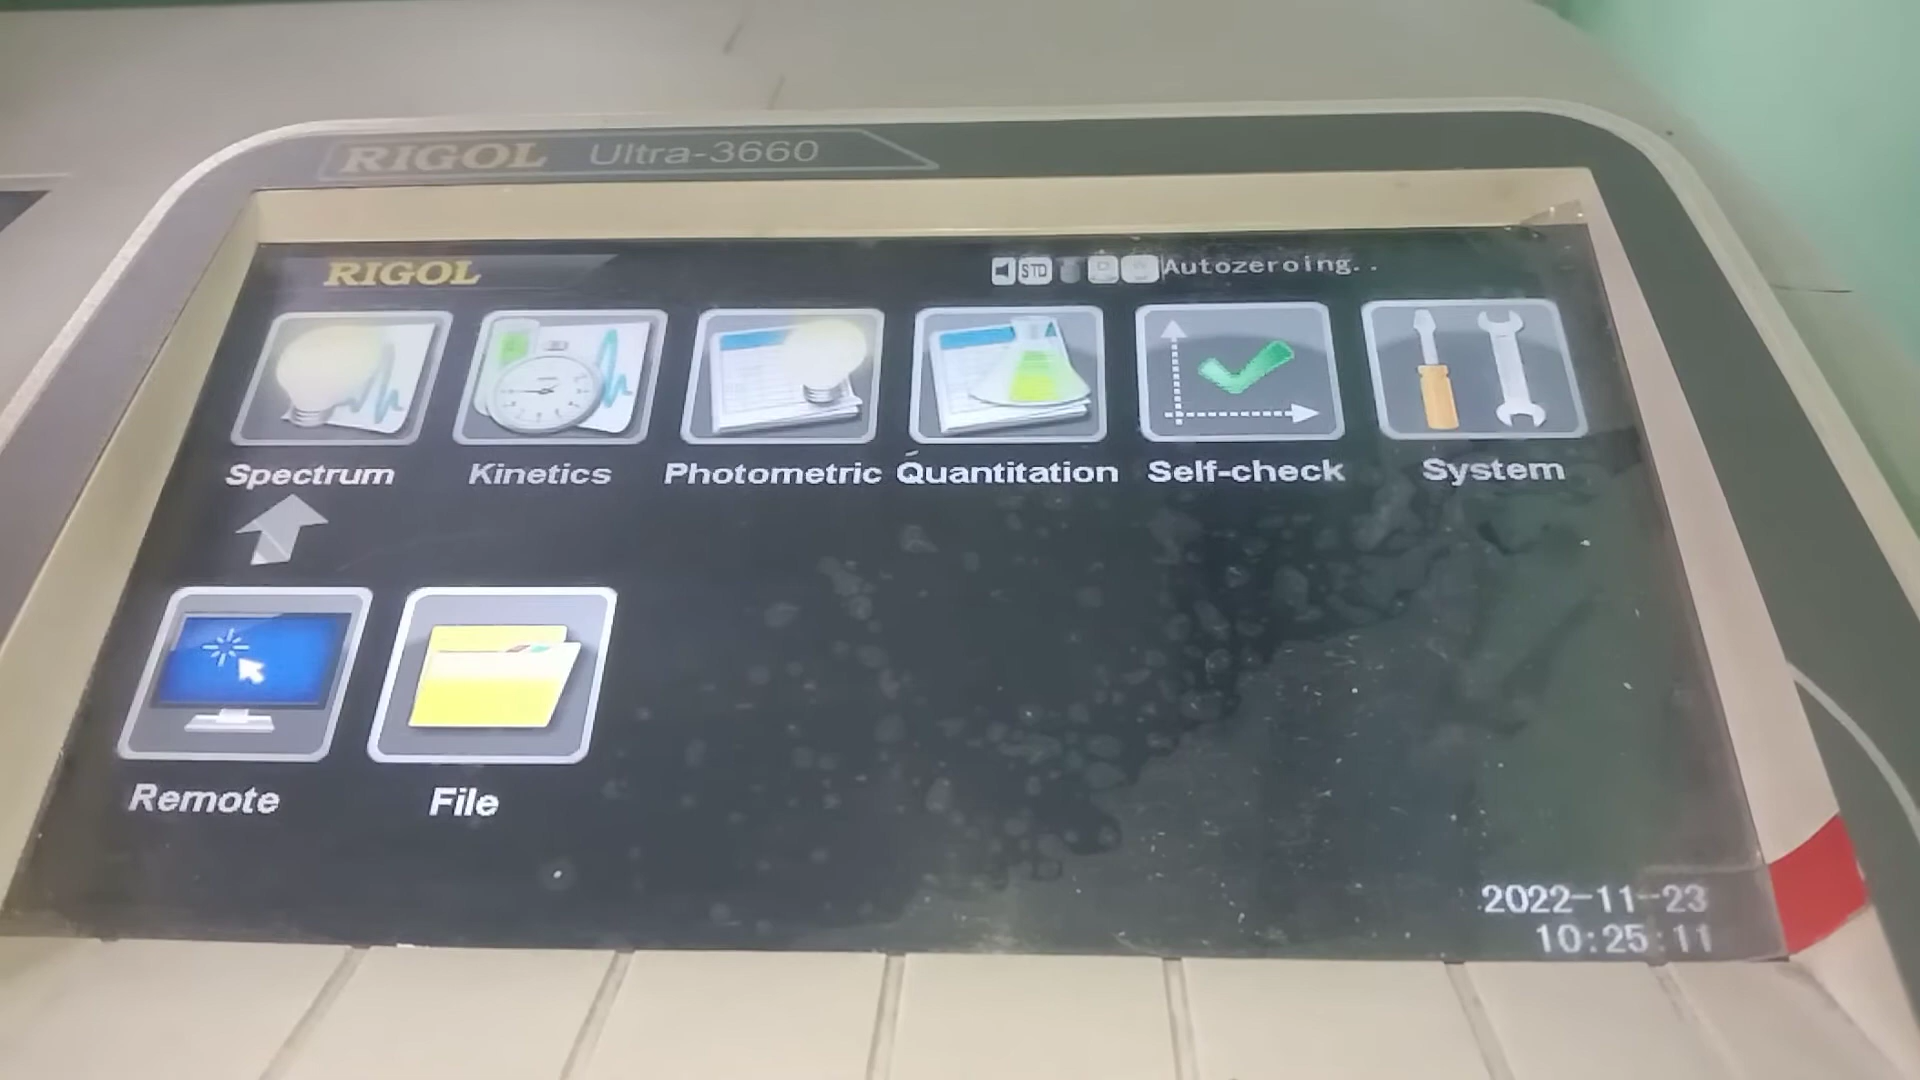 RIGOL Ultra-3660
RIGOL STD Autozeroing..
Spectrum Kinetics Photometric Quantitation Self-check System
Remote File
2022-11-23
10:25:11